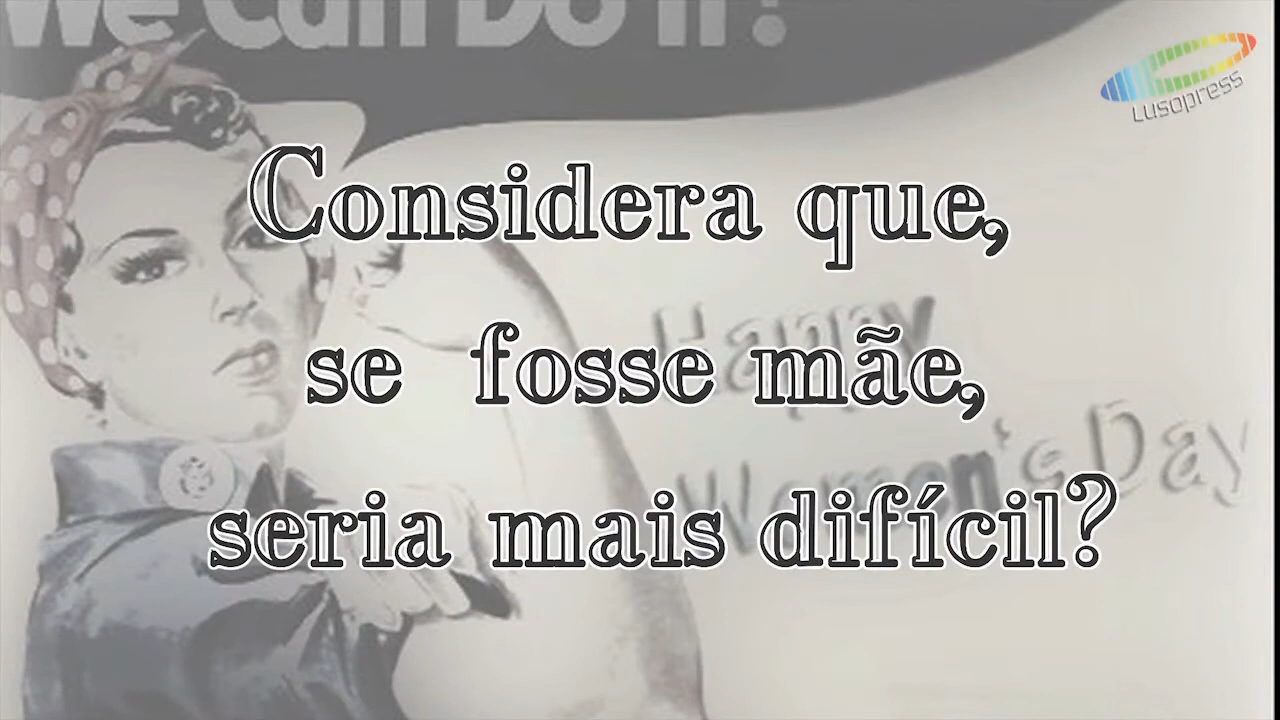 We Can Do It!
Lusopress
Considera que,
se fosse mãe,
seria mais difícil?
Happy
Women's Day